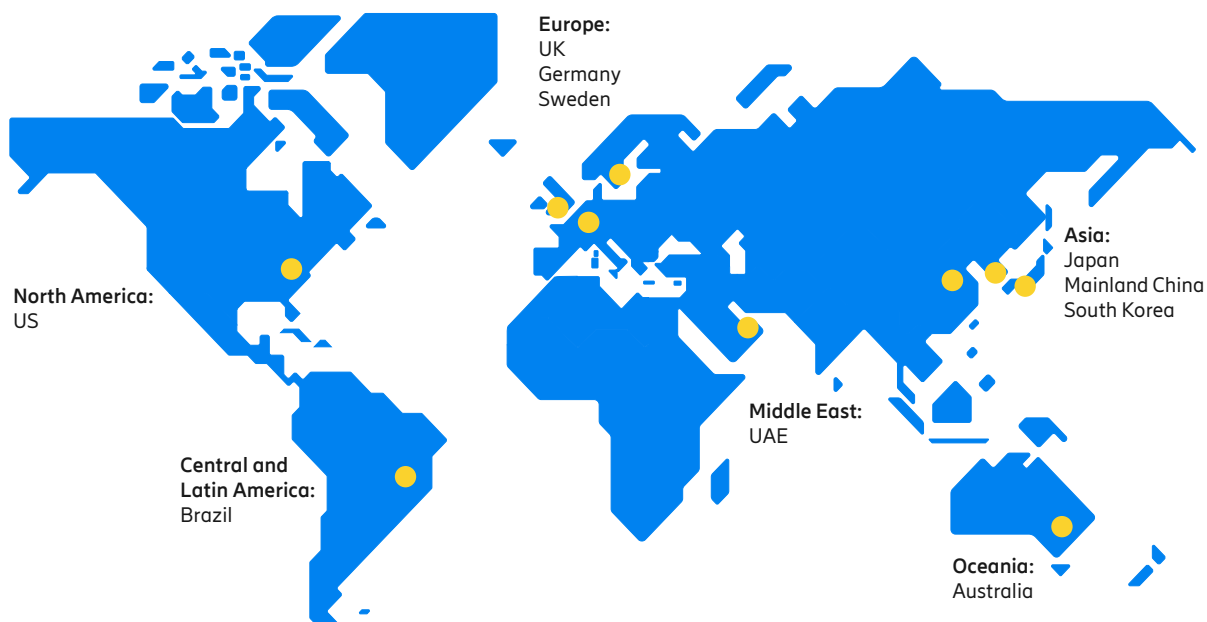 Europe:
UK
Germany
Sweden
Asia:
Japan
Mainland China
South Korea
North America:
US
Middle East:
UAE
Central and
Latin America:
Brazil
Oceania:
Australia